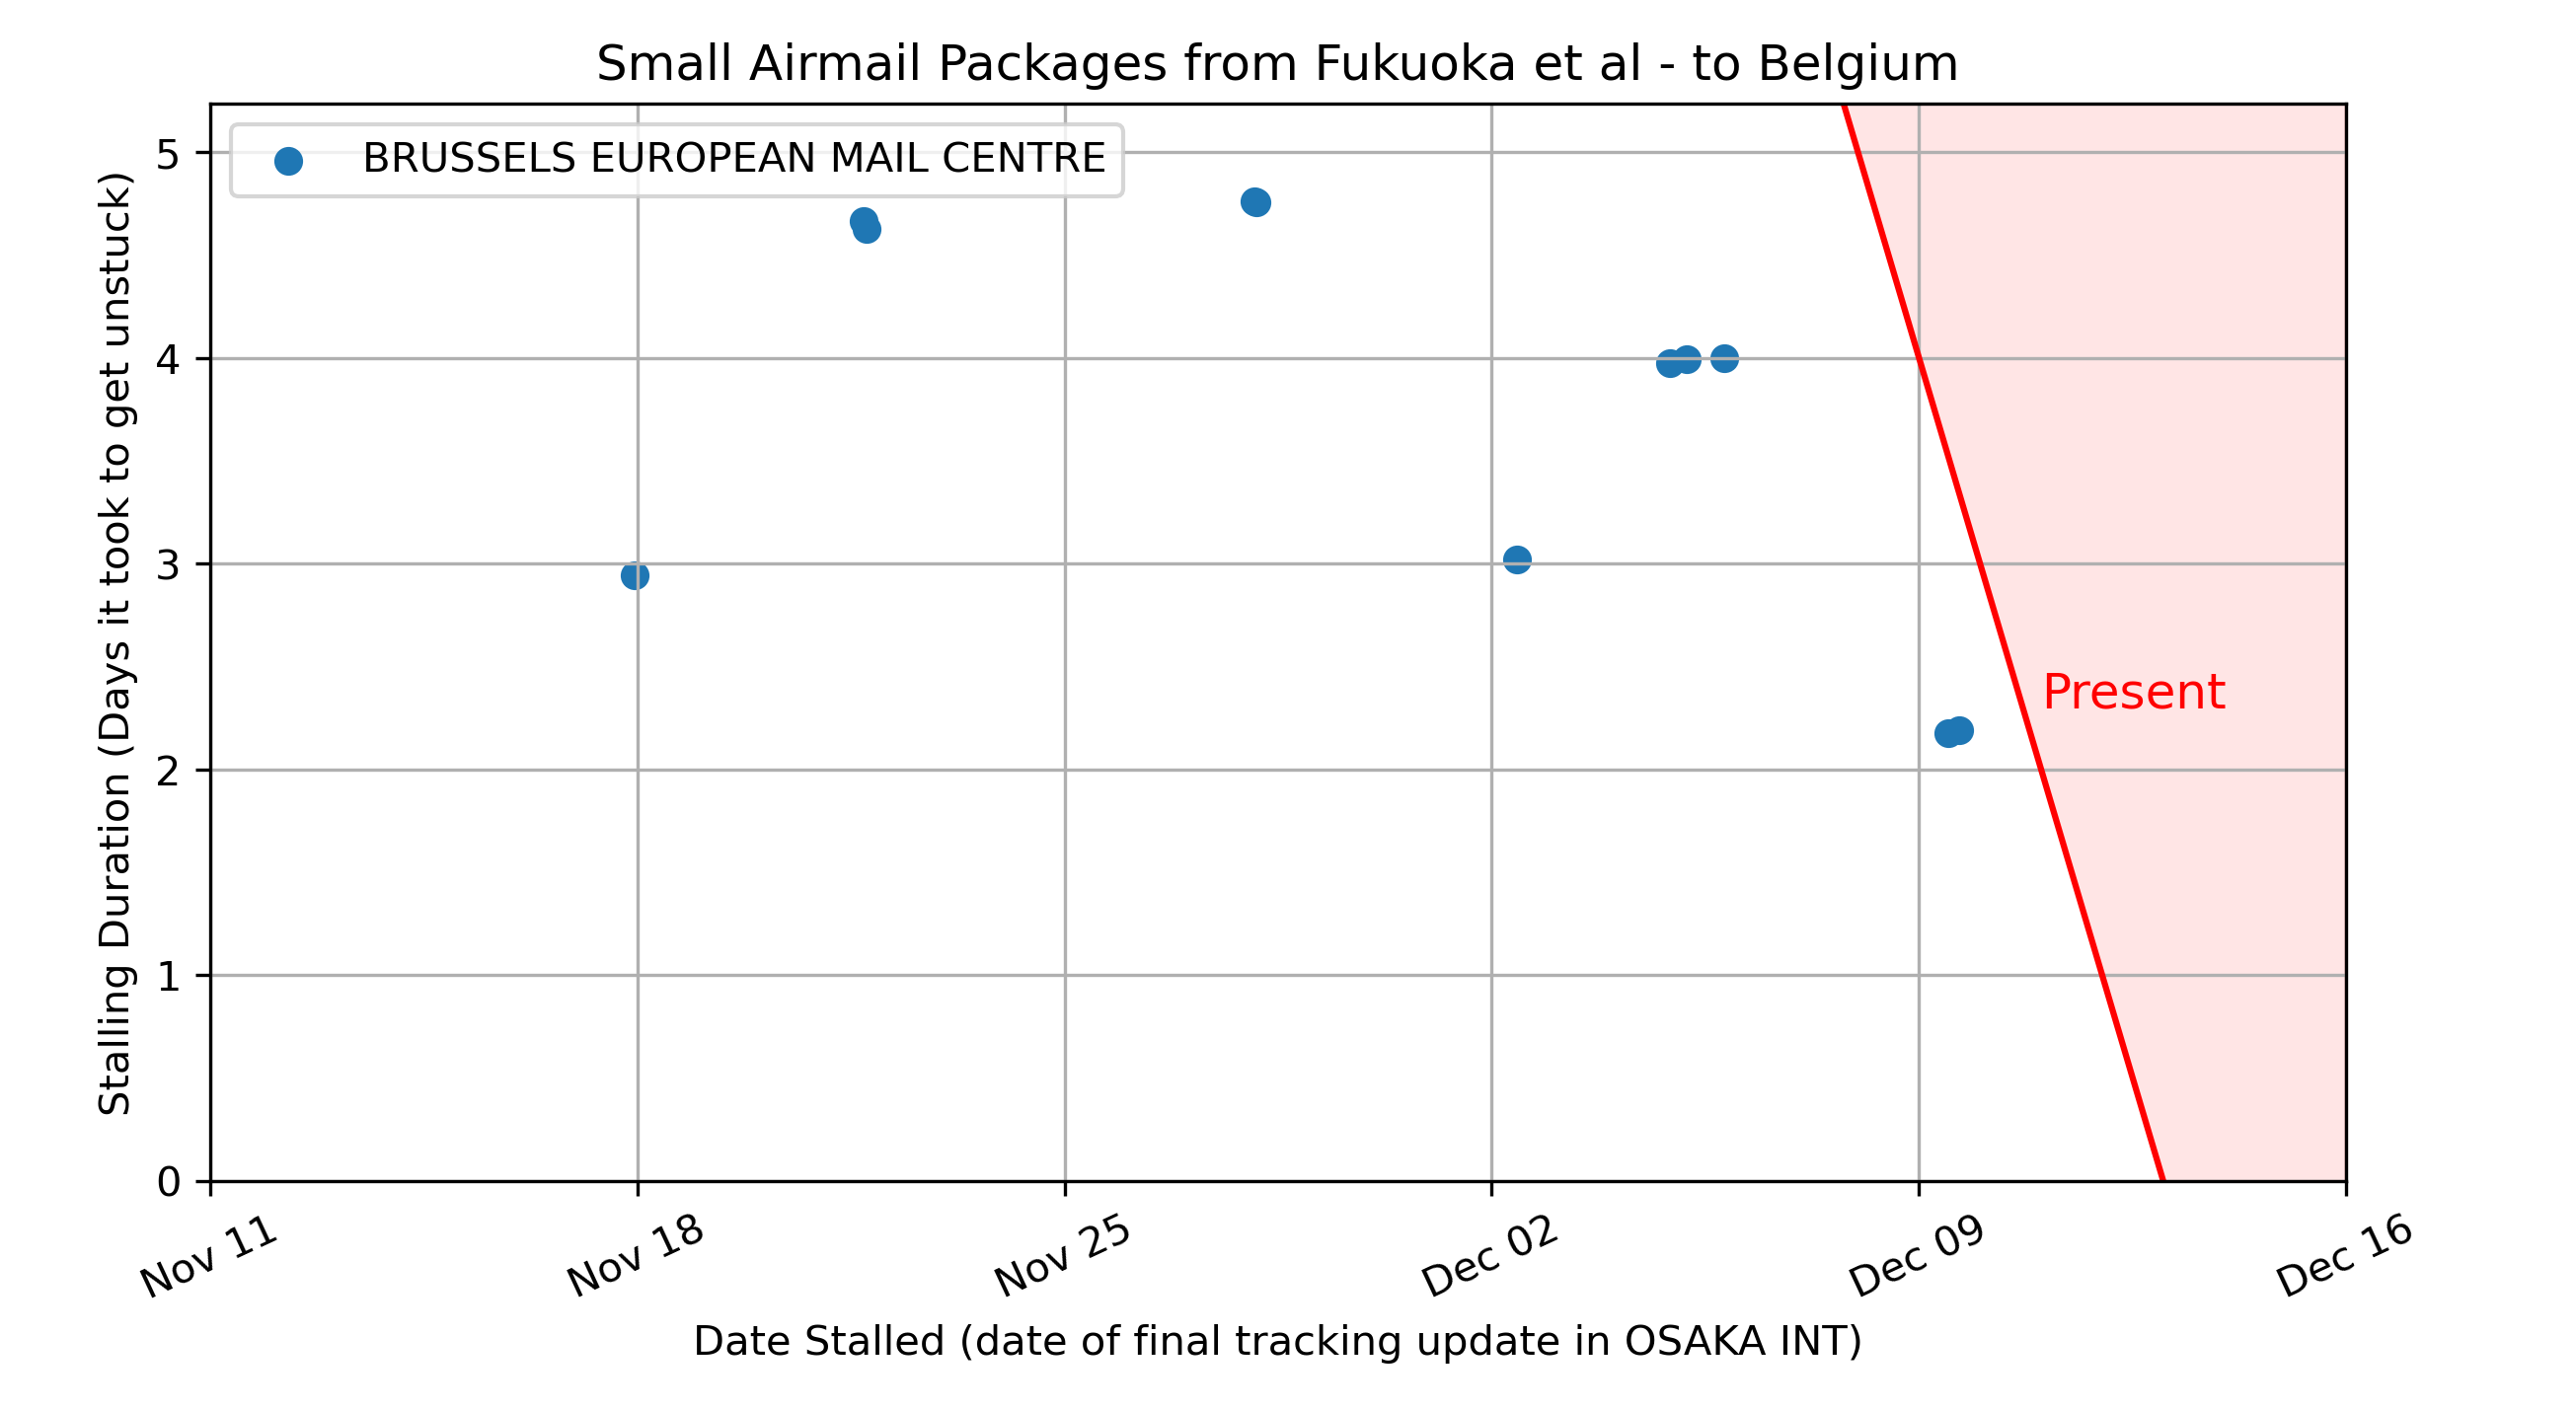 Small Airmail Packages from Fukuoka et al - to Belgium
BRUSSELS EUROPEAN MAIL CENTRE
Stalling Duration (Days it took to get unstuck)
5
4
3
2
1
0
Present
Nov 11
Nov 18
Nov 25
Dec 02
Dec 09
Dec 16
Date Stalled (date of final tracking update in OSAKA INT)